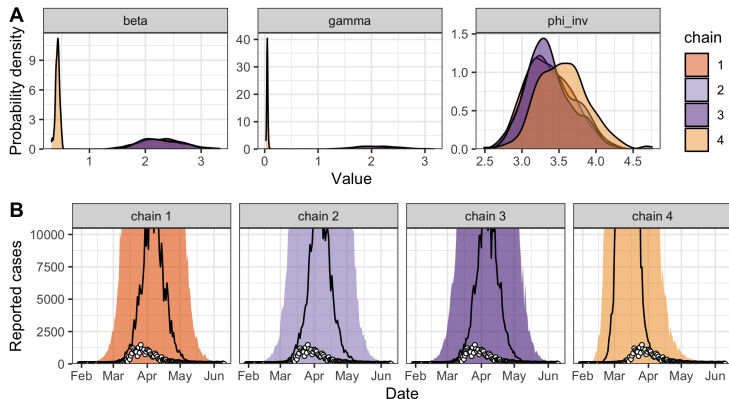 A
beta
gamma
phi_inv
Probability density
0
3
6
9
1
2
3
0
10
20
30
40
0
1
2
3
0.0
0.5
1.0
1.5
2.5
3.0
3.5
4.0
4.5
Value
chain
1
2
3
4
B
chain 1
chain 2
chain 3
chain 4
Reported cases
10000
7500
5000
2500
0
Feb Mar Apr May Jun
Feb Mar Apr May Jun
Feb Mar Apr May Jun
Feb Mar Apr May Jun
Date